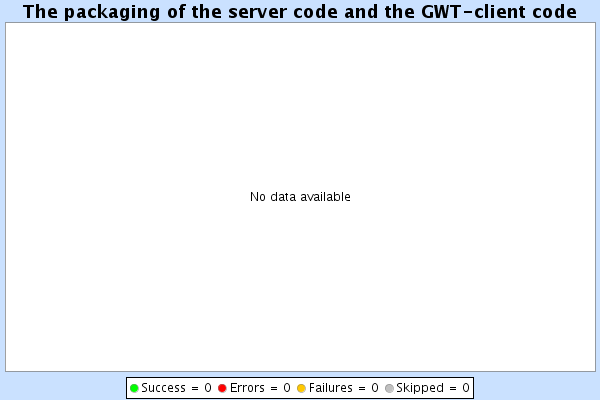 The packaging of the server code and the GWT-client code
No data available
Success = 0 Errors = 0 Failures = 0 Skipped = 0